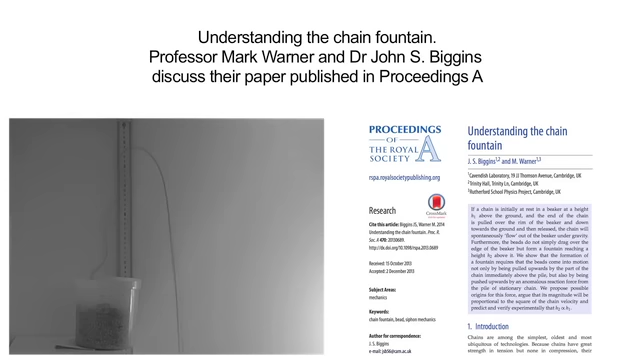 Understanding the chain fountain.
Professor Mark Warner and Dr John S. Biggins
discuss their paper published in Proceedings A
PROCEEDINGS
OF
THE ROYAL
SOCIETY
A
rspa.royalsocietypublishing.org
Research
CrossMark
Cite this article: Biggins JS, Warner M. 2014
Understanding the chain fountain. Proc. R.
Soc. A 470: 20130689.
http://dx.doi.org/10.1098/rspa.2013.0689
Received: 15 October 2013
Accepted: 2 December 2013
Subject Areas:
mechanics
Keywords:
chain fountain, bead, siphon mechanics
Author for correspondence:
J. S. Biggins
e-mail: jsb56@cam.ac.uk
Understanding the chain
fountain
J. S. Biggins1,2 and M. Warner1,3
1Cavendish Laboratory, 19 JJ Thomson Avenue, Cambridge, UK
2Trinity Hall, Trinity Ln, Cambridge, UK
3Rutherford School Physics Project, Cambridge, UK
If a chain is initially at rest in a beaker at a height
h1 above the ground, and the end of the chain
is pulled over the rim of the beaker and down
towards the ground and then released, the chain will
spontaneously 'flow' out of the beaker under gravity.
Furthermore, the beads do not simply drag over the
edge of the beaker but form a fountain reaching a
height h2 above it. We show that the formation of
a fountain requires that the beads come into motion
not only by being pulled upwards by the part of the
chain immediately above the pile, but also by being
pushed upwards by an anomalous reaction force from
the pile of stationary chain. We propose possible
origins for this force, argue that its magnitude will be
proportional to the square of the chain velocity and
predict and verify experimentally that h2 ∝ h1.
1. Introduction
Chains are among the simplest, oldest and most
ubiquitous of technologies. Because chains have great
strength in tension but none in compression, their